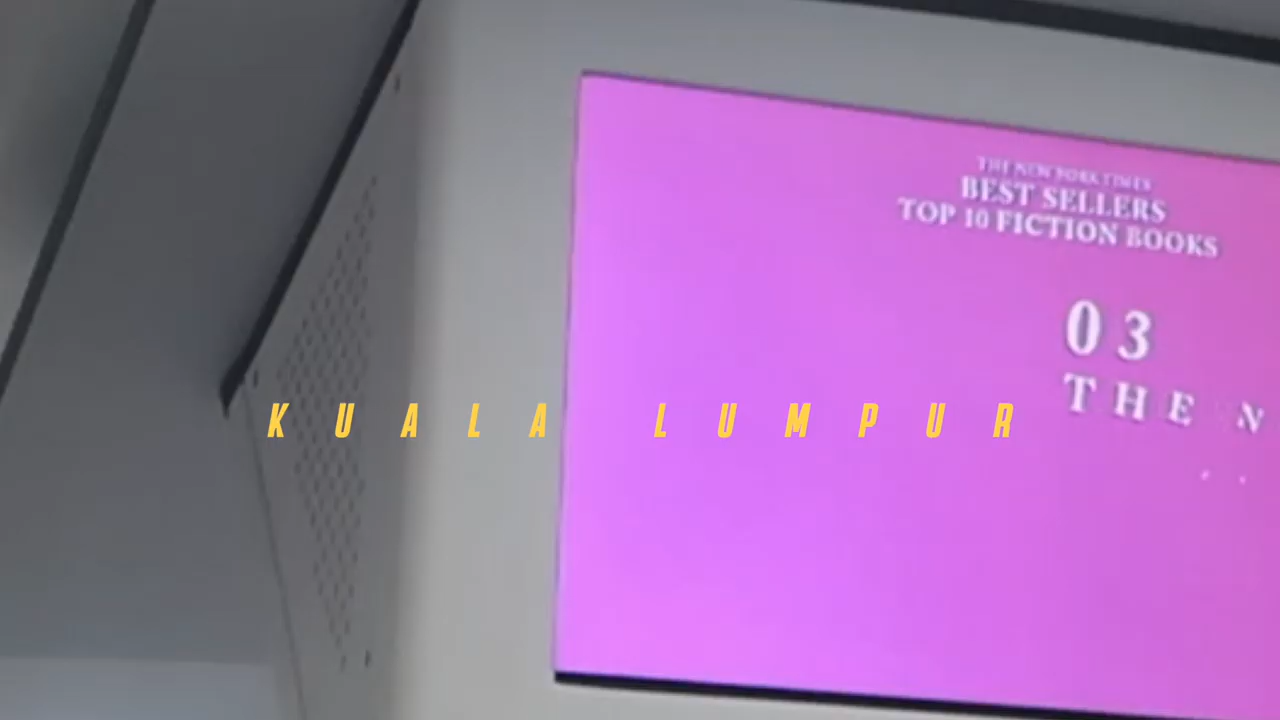 THE NEW YORK TIMES
BEST SELLERS
TOP 10 FICTION BOOKS
03
THE
KUALA LUMPUR